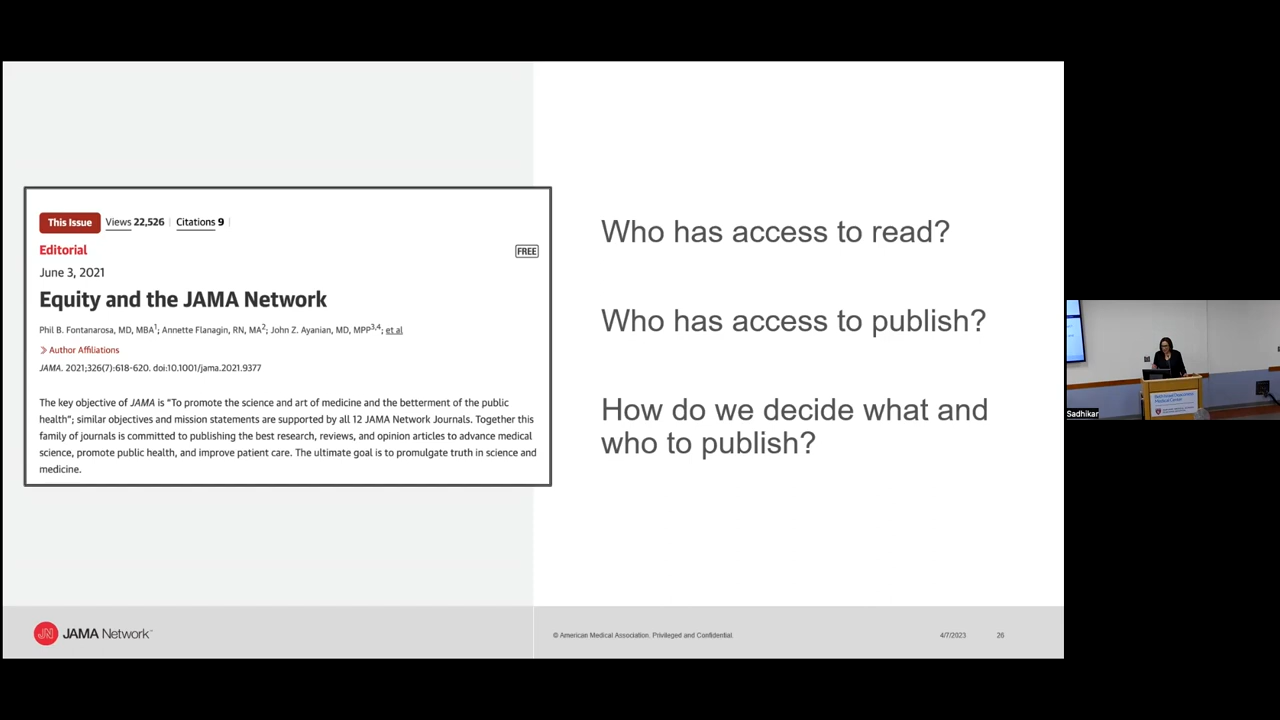 This Issue Views 22,526 Citations 9
Editorial
FREE
June 3, 2021
Equity and the JAMA Network
Phil B. Fontanarosa, MD, MBA1; Annette Flanagin, RN, MA2; John Z. Ayanian, MD, MPP3,4; et al
» Author Affiliations
JAMA. 2021;326(7):618-620. doi:10.1001/jama.2021.9377
The key objective of JAMA is “To promote the science and art of medicine and the betterment of the public
health”; similar objectives and mission statements are supported by all 12 JAMA Network Journals. Together this
family of journals is committed to publishing the best research, reviews, and opinion articles to advance medical
science, promote public health, and improve patient care. The ultimate goal is to promulgate truth in science and
medicine.
Who has access to read?
Who has access to publish?
How do we decide what and
who to publish?
JN JAMA Network™
© American Medical Association. Privileged and Confidential.
4/7/2023
26
Sadhikar
Medical Center